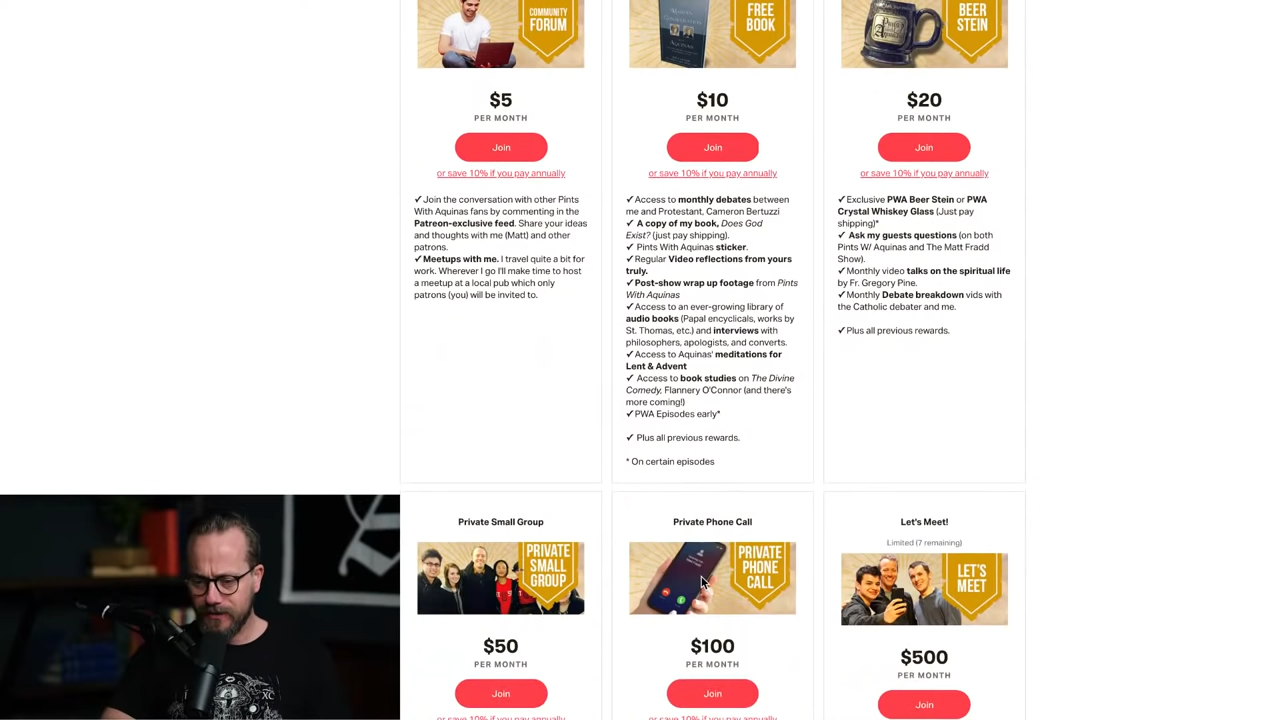 COMMUNITY
FORUM
FREE
BOOK
BEER
STEIN
$5
PER MONTH
Join
or save 10% if you pay annually
✓Join the conversation with other Pints
With Aquinas fans by commenting in the
Patreon-exclusive feed. Share your ideas
and thoughts with me (Matt) and other
patrons.
✓Meetups with me. I travel quite a bit for
work. Wherever I go I'll make time to host
a meetup at a local pub which only
patrons (you) will be invited to.
$10
PER MONTH
Join
or save 10% if you pay annually
✓Access to monthly debates between
me and Protestant, Cameron Bertuzzi
✓ A copy of my book, Does God
Exist? (just pay shipping).
✓ Pints With Aquinas sticker.
✓ Regular Video reflections from yours
truly.
✓Post-show wrap up footage from Pints
With Aquinas
✓Access to an ever-growing library of
audio books (Papal encyclicals, works by
St. Thomas, etc.) and interviews with
philosophers, apologists, and converts.
✓Access to Aquinas' meditations for
Lent & Advent
✓ Access to book studies on The Divine
Comedy, Flannery O'Connor (and there's
more coming!)
✓PWA Episodes early*
✓ Plus all previous rewards.
* On certain episodes
$20
PER MONTH
Join
or save 10% if you pay annually
✓Exclusive PWA Beer Stein or PWA
Crystal Whiskey Glass (Just pay
shipping)*
✓ Ask my guests questions (on both
Pints W/ Aquinas and The Matt Fradd
Show).
✓Monthly video talks on the spiritual life
by Fr. Gregory Pine.
✓Monthly Debate breakdown vids with
the Catholic debater and me.
✓Plus all previous rewards.
Private Small Group
PRIVATE
SMALL
GROUP
$50
PER MONTH
Join
or save 10% if you pay annually
Private Phone Call
PRIVATE
PHONE
CALL
$100
PER MONTH
Join
or save 10% if you pay annually
Let's Meet!
Limited (7 remaining)
LET'S
MEET
$500
PER MONTH
Join